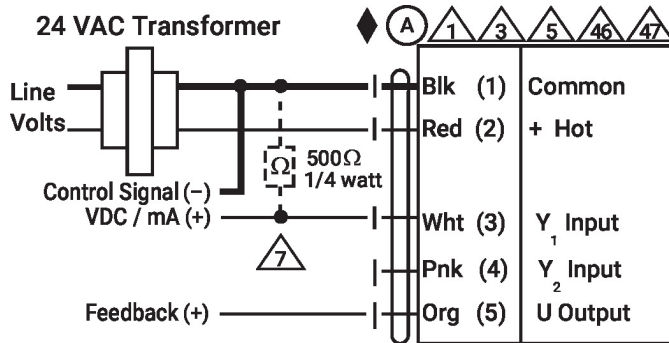 24 VAC Transformer
A 1 3 5 46 47
Line
Volts
Blk (1) Common
Red (2) + Hot
Ω 500Ω
1/4 watt
Control Signal (−)
VDC / mA (+)
Wht (3) Y1 Input
7
Pnk (4) Y2 Input
Feedback (+)
Org (5) U Output